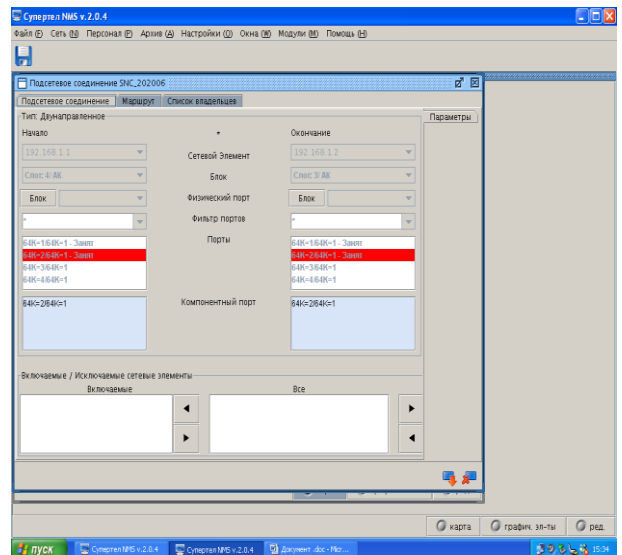 Супертел NMS v.2.0.4
Файл (F) Сеть (N) Персонал (P) Архив (A) Настройки (O) Окна (W) Модули (M) Помощь (H)
Подсетевое соединение SNC_202006
Подсетевое соединение Маршрут Список владельцев
Тип: Двунаправленное
Параметры
Начало * Окончание
192.168.1.1 Сетевой Элемент 192.168.1.2
Слот: 4/ АК Блок Слот: 3/ АК
Блок Физический порт Блок
* Фильтр портов *
Порты
64K=1/64K=1 - Занят 64K=1/64K=1 - Занят
64K=2/64K=1 - Занят 64K=2/64K=1 - Занят
64K=3/64K=1 64K=3/64K=1
64K=4/64K=1 64K=4/64K=1
64K=2/64K=1 Компонентный порт 64K=2/64K=1
Включаемые / Исключаемые сетевые элементы
Включаемые Все
карта графич. эл-ты ред.
пуск Супертел NMS v.2.0.4 Супертел NMS v.2.0.4 Документ .doc - Micr... 15:34